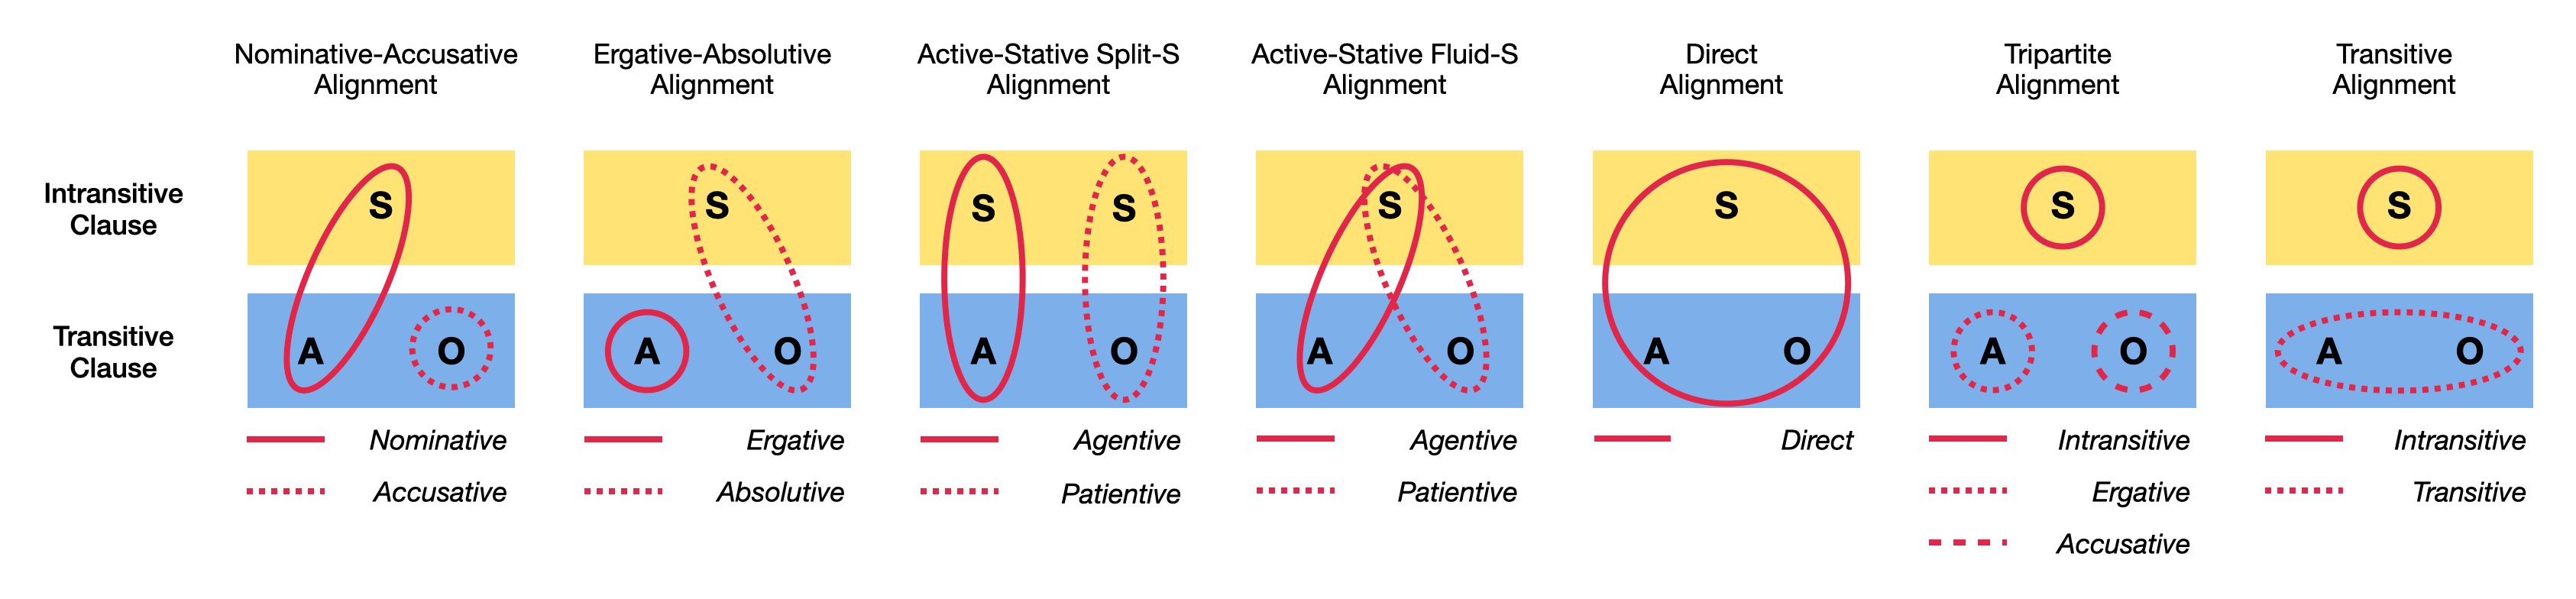 Nominative-Accusative
Alignment
Ergative-Absolutive
Alignment
Active-Stative Split-S
Alignment
Active-Stative Fluid-S
Alignment
Direct
Alignment
Tripartite
Alignment
Transitive
Alignment
Intransitive
Clause
S
S
S S
S
S
S
S
Transitive
Clause
A O
A O
A O
A O
A O
A O
A O
Nominative
Accusative
Ergative
Absolutive
Agentive
Patientive
Agentive
Patientive
Direct
Intransitive
Ergative
Accusative
Intransitive
Transitive